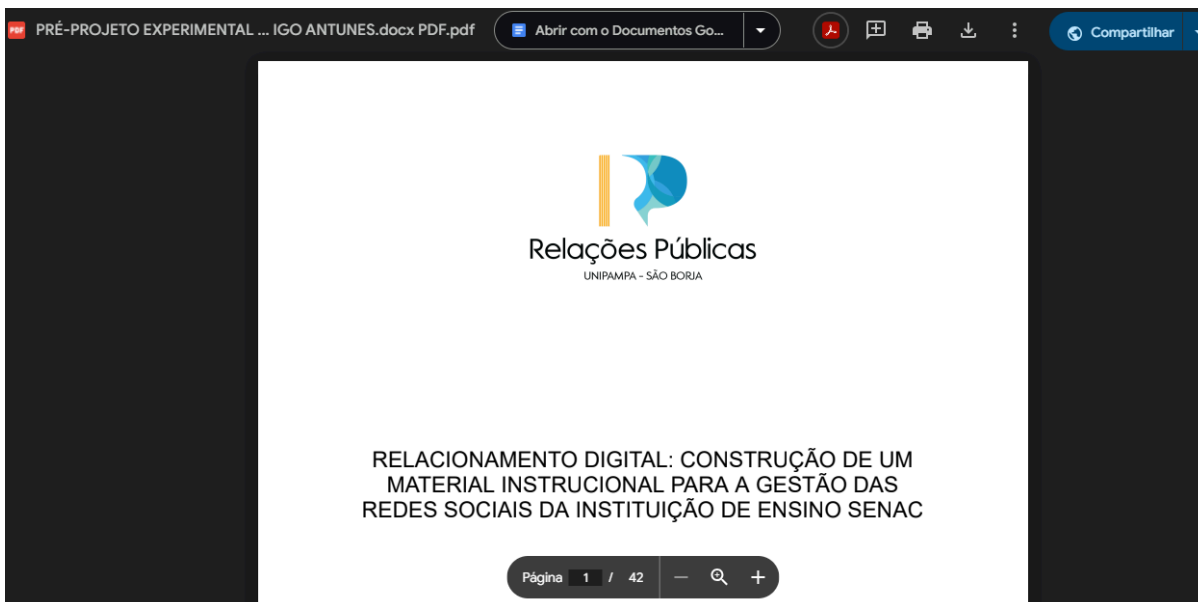 PDF
PRÉ-PROJETO EXPERIMENTAL ... IGO ANTUNES.docx PDF.pdf
Abrir com o Documentos Go...
Compartilhar
Relações Públicas
UNIPAMPA - SÃO BORJA
RELACIONAMENTO DIGITAL: CONSTRUÇÃO DE UM
MATERIAL INSTRUCIONAL PARA A GESTÃO DAS
REDES SOCIAIS DA INSTITUIÇÃO DE ENSINO SENAC
Página 1 / 42